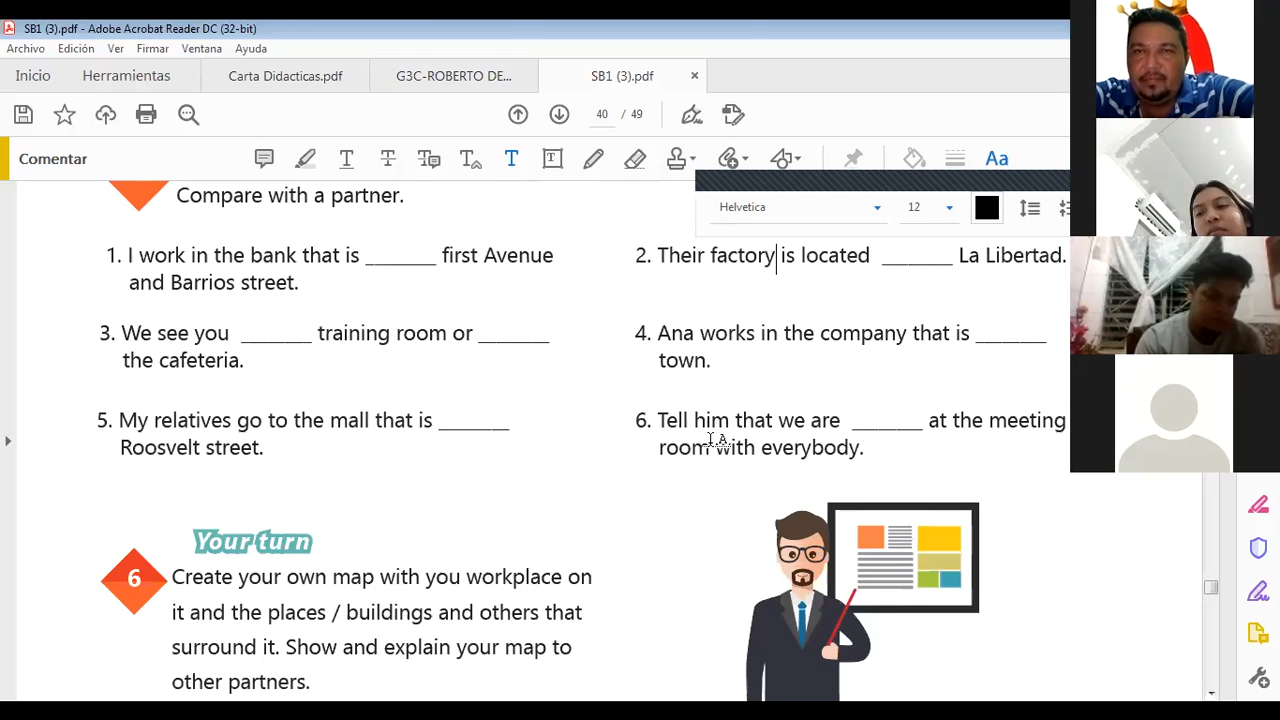 SB1 (3).pdf - Adobe Acrobat Reader DC (32-bit)
Archivo Edición Ver Firmar Ventana Ayuda
Inicio Herramientas Carta Didacticas.pdf G3C-ROBERTO DE... SB1 (3).pdf ×
40 / 49
Comentar
Helvetica 12
Compare with a partner.
1. I work in the bank that is _______ first Avenue
and Barrios street.
2. Their factory is located _______ La Libertad.
3. We see you _______ training room or _______
the cafeteria.
4. Ana works in the company that is _______
town.
5. My relatives go to the mall that is _______
Roosvelt street.
6. Tell him that we are _______ at the meeting
room with everybody.
Your turn
6
Create your own map with you workplace on
it and the places / buildings and others that
surround it. Show and explain your map to
other partners.